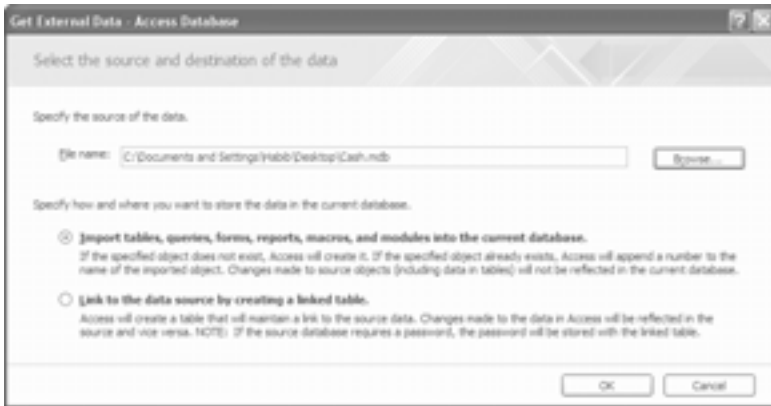 Get External Data - Access Database
Select the source and destination of the data
Specify the source of the data.
File name: C:\Documents and Settings\Habib\Desktop\Cash.mdb Browse...
Specify how and where you want to store the data in the current database.
Import tables, queries, forms, reports, macros, and modules into the current database.
If the specified object does not exist, Access will create it. If the specified object already exists, Access will append a number to the
name of the imported object. Changes made to source objects (including data in tables) will not be reflected in the current database.
Link to the data source by creating a linked table.
Access will create a table that will maintain a link to the source data. Changes made to the data in Access will be reflected in the
source and vice versa. NOTE: If the source database requires a password, the password will be stored with the linked table.
OK Cancel